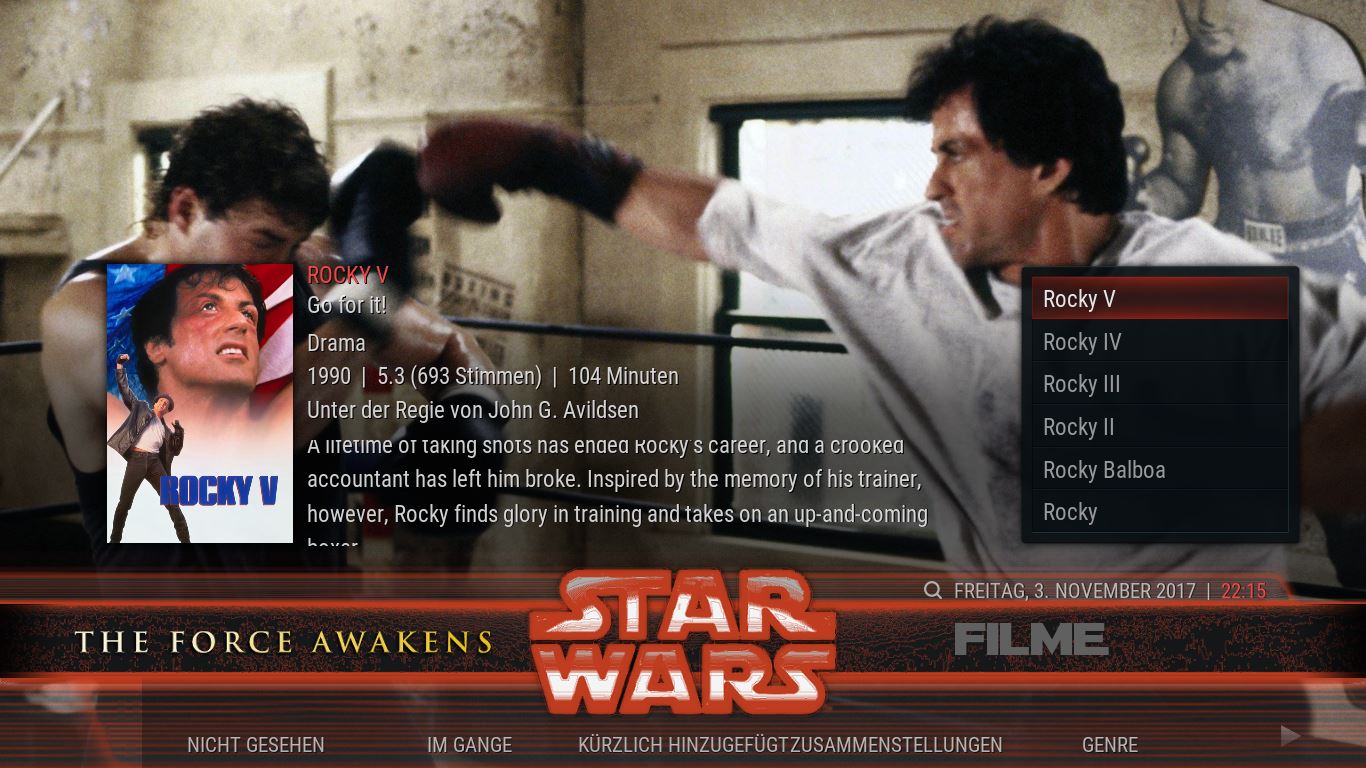 ROCKY V
Go for it!
Drama
1990 | 5.3 (693 Stimmen) | 104 Minuten
Unter der Regie von John G. Avildsen
A lifetime of taking shots has ended Rocky's career, and a crooked
accountant has left him broke. Inspired by the memory of his trainer,
however, Rocky finds glory in training and takes on an up-and-coming
boxer
ROCKY V
Rocky V
Rocky IV
Rocky III
Rocky II
Rocky Balboa
Rocky
FREITAG, 3. NOVEMBER 2017 | 22:15
THE FORCE AWAKENS
STAR
WARS
FILME
NICHT GESEHEN
IM GANGE
KÜRZLICH HINZUGEFÜGT
ZUSAMMENSTELLUNGEN
GENRE